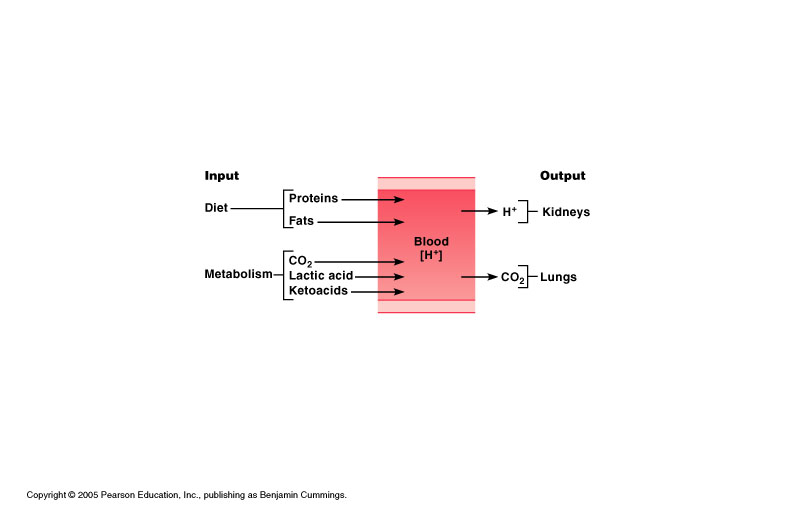 Input
Output
Diet
Proteins
Fats
Metabolism
CO₂
Lactic acid
Ketoacids
Blood
[H⁺]
H⁺
Kidneys
CO₂
Lungs
Copyright © 2005 Pearson Education, Inc., publishing as Benjamin Cummings.